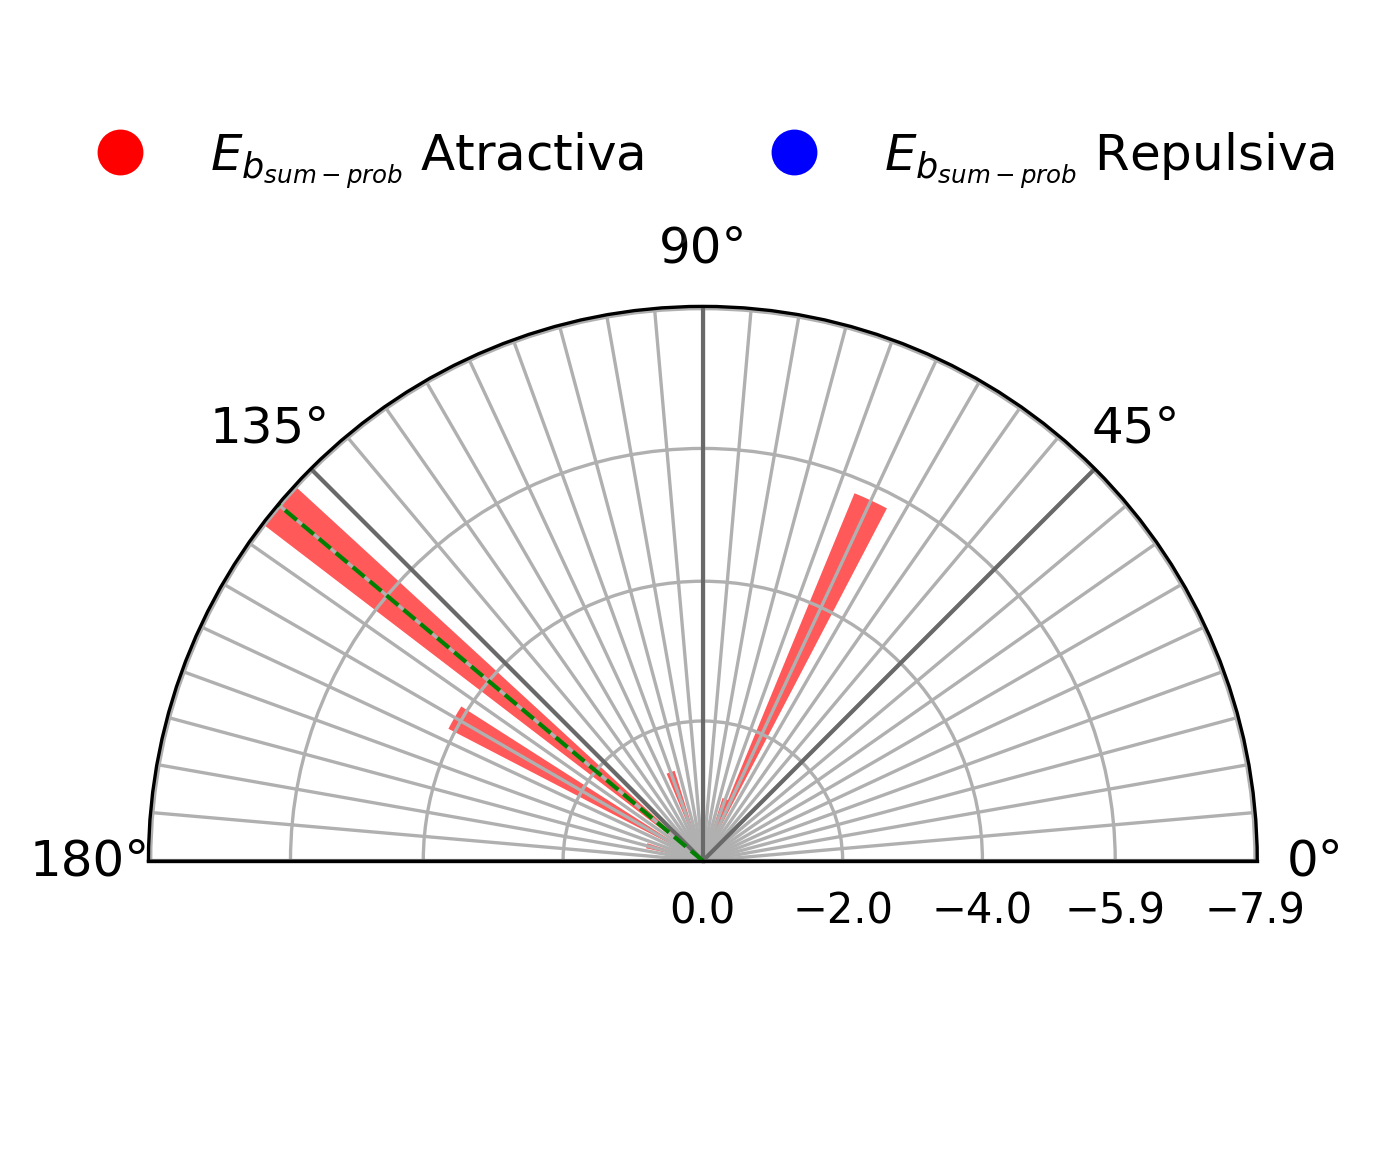 E_{b_{sum-prob}} Atractiva E_{b_{sum-prob}} Repulsiva
90°
135° 45°
180° 0°
0.0 −2.0 −4.0 −5.9 −7.9